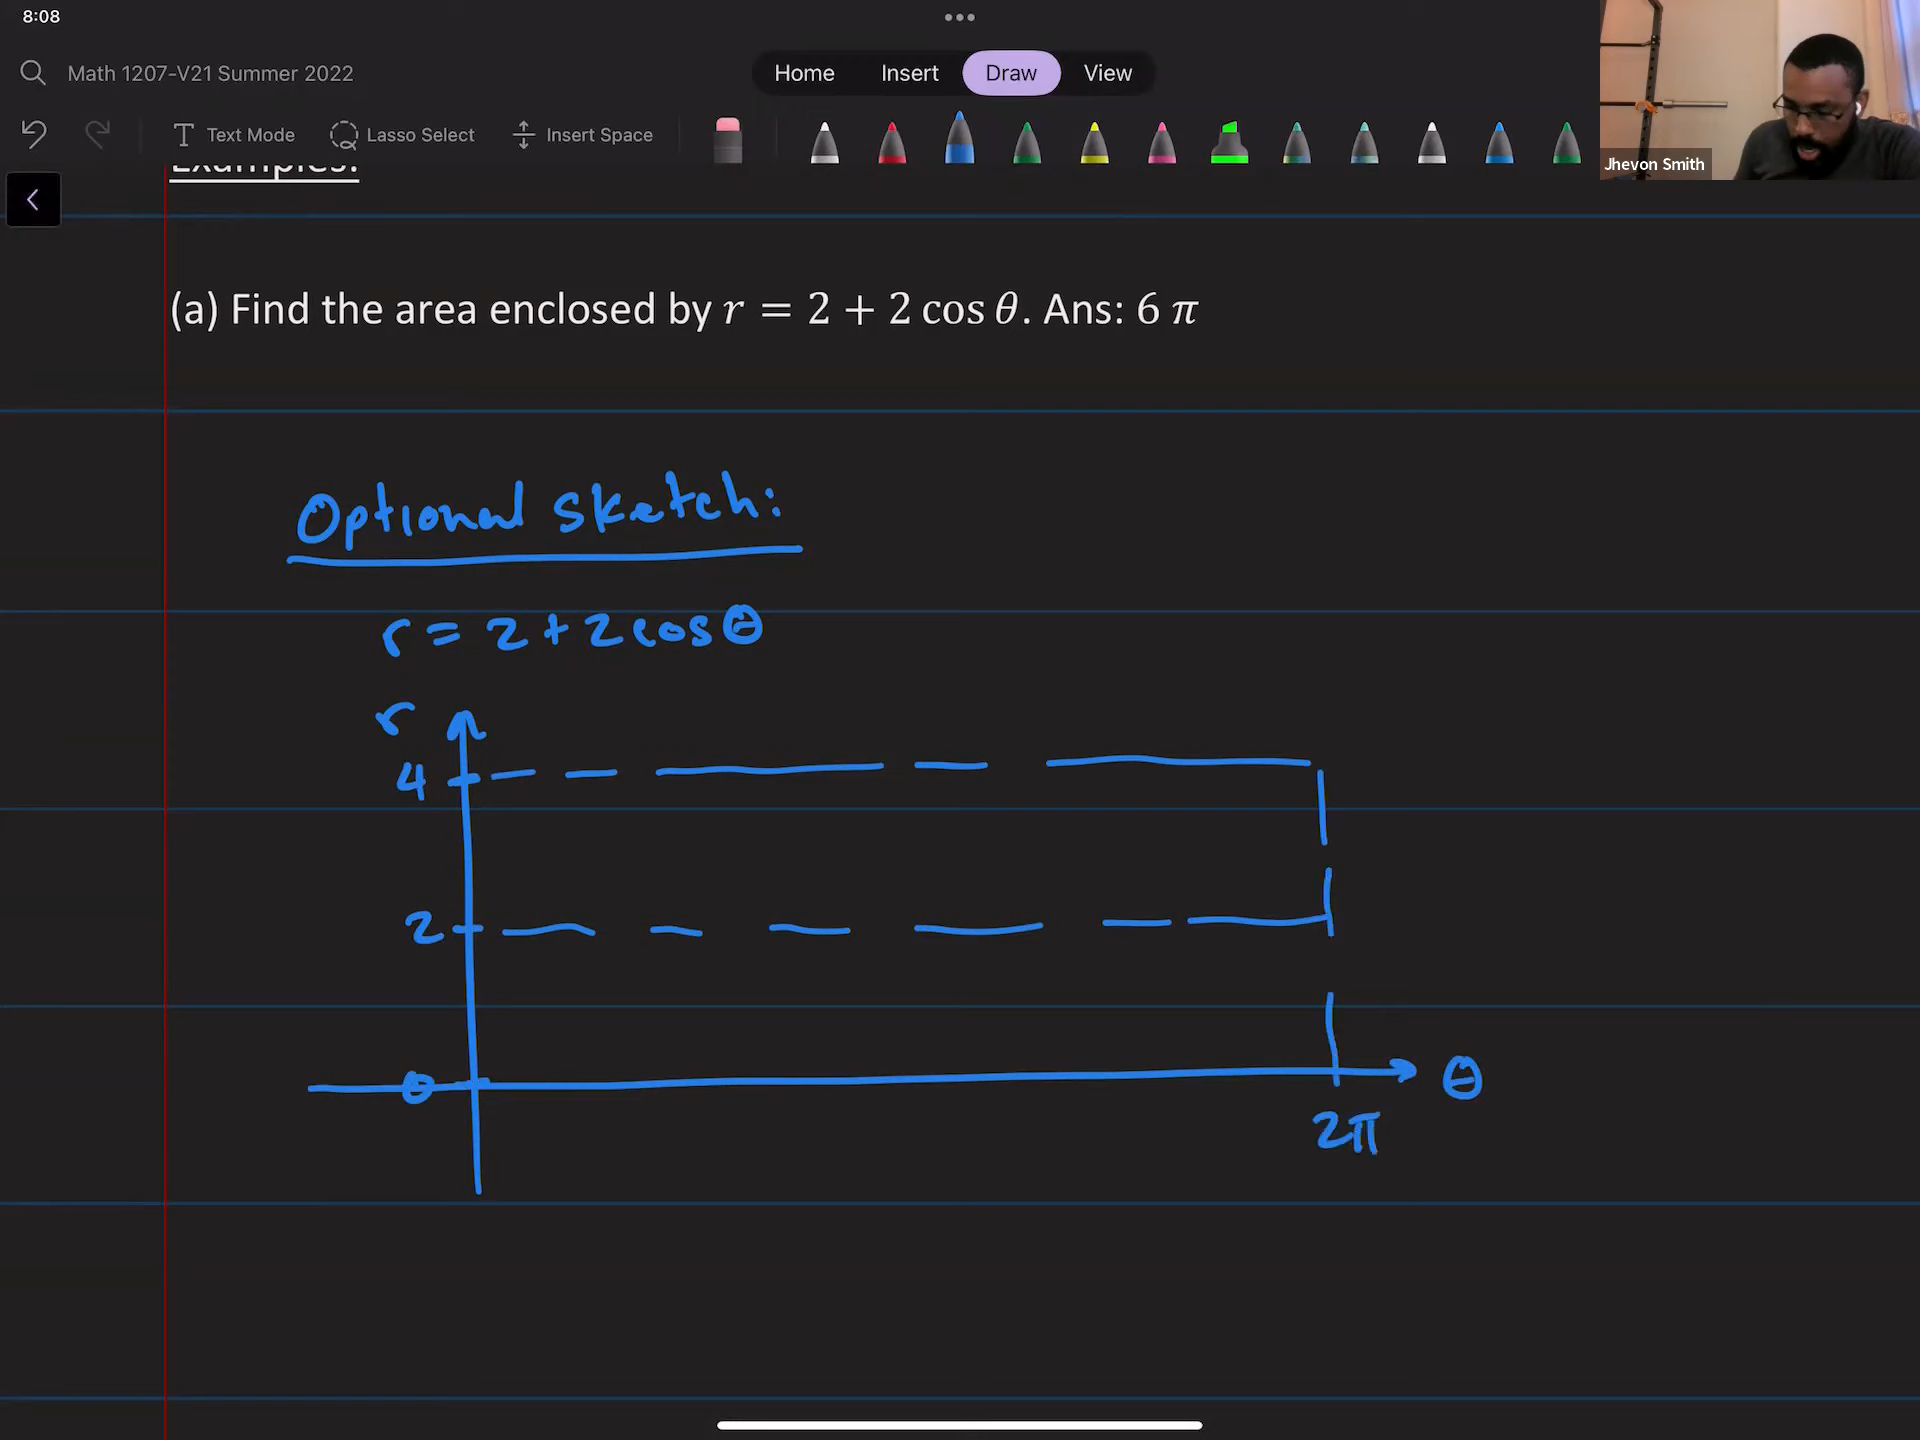 8:08
Math 1207-V21 Summer 2022
Home Insert Draw View
Text Mode Lasso Select Insert Space
Jhevon Smith
Examples:
(a) Find the area enclosed by r = 2 + 2 cos θ. Ans: 6 π
Optional sketch:
r = 2 + 2 cos θ
r
4
2
0
θ
2π